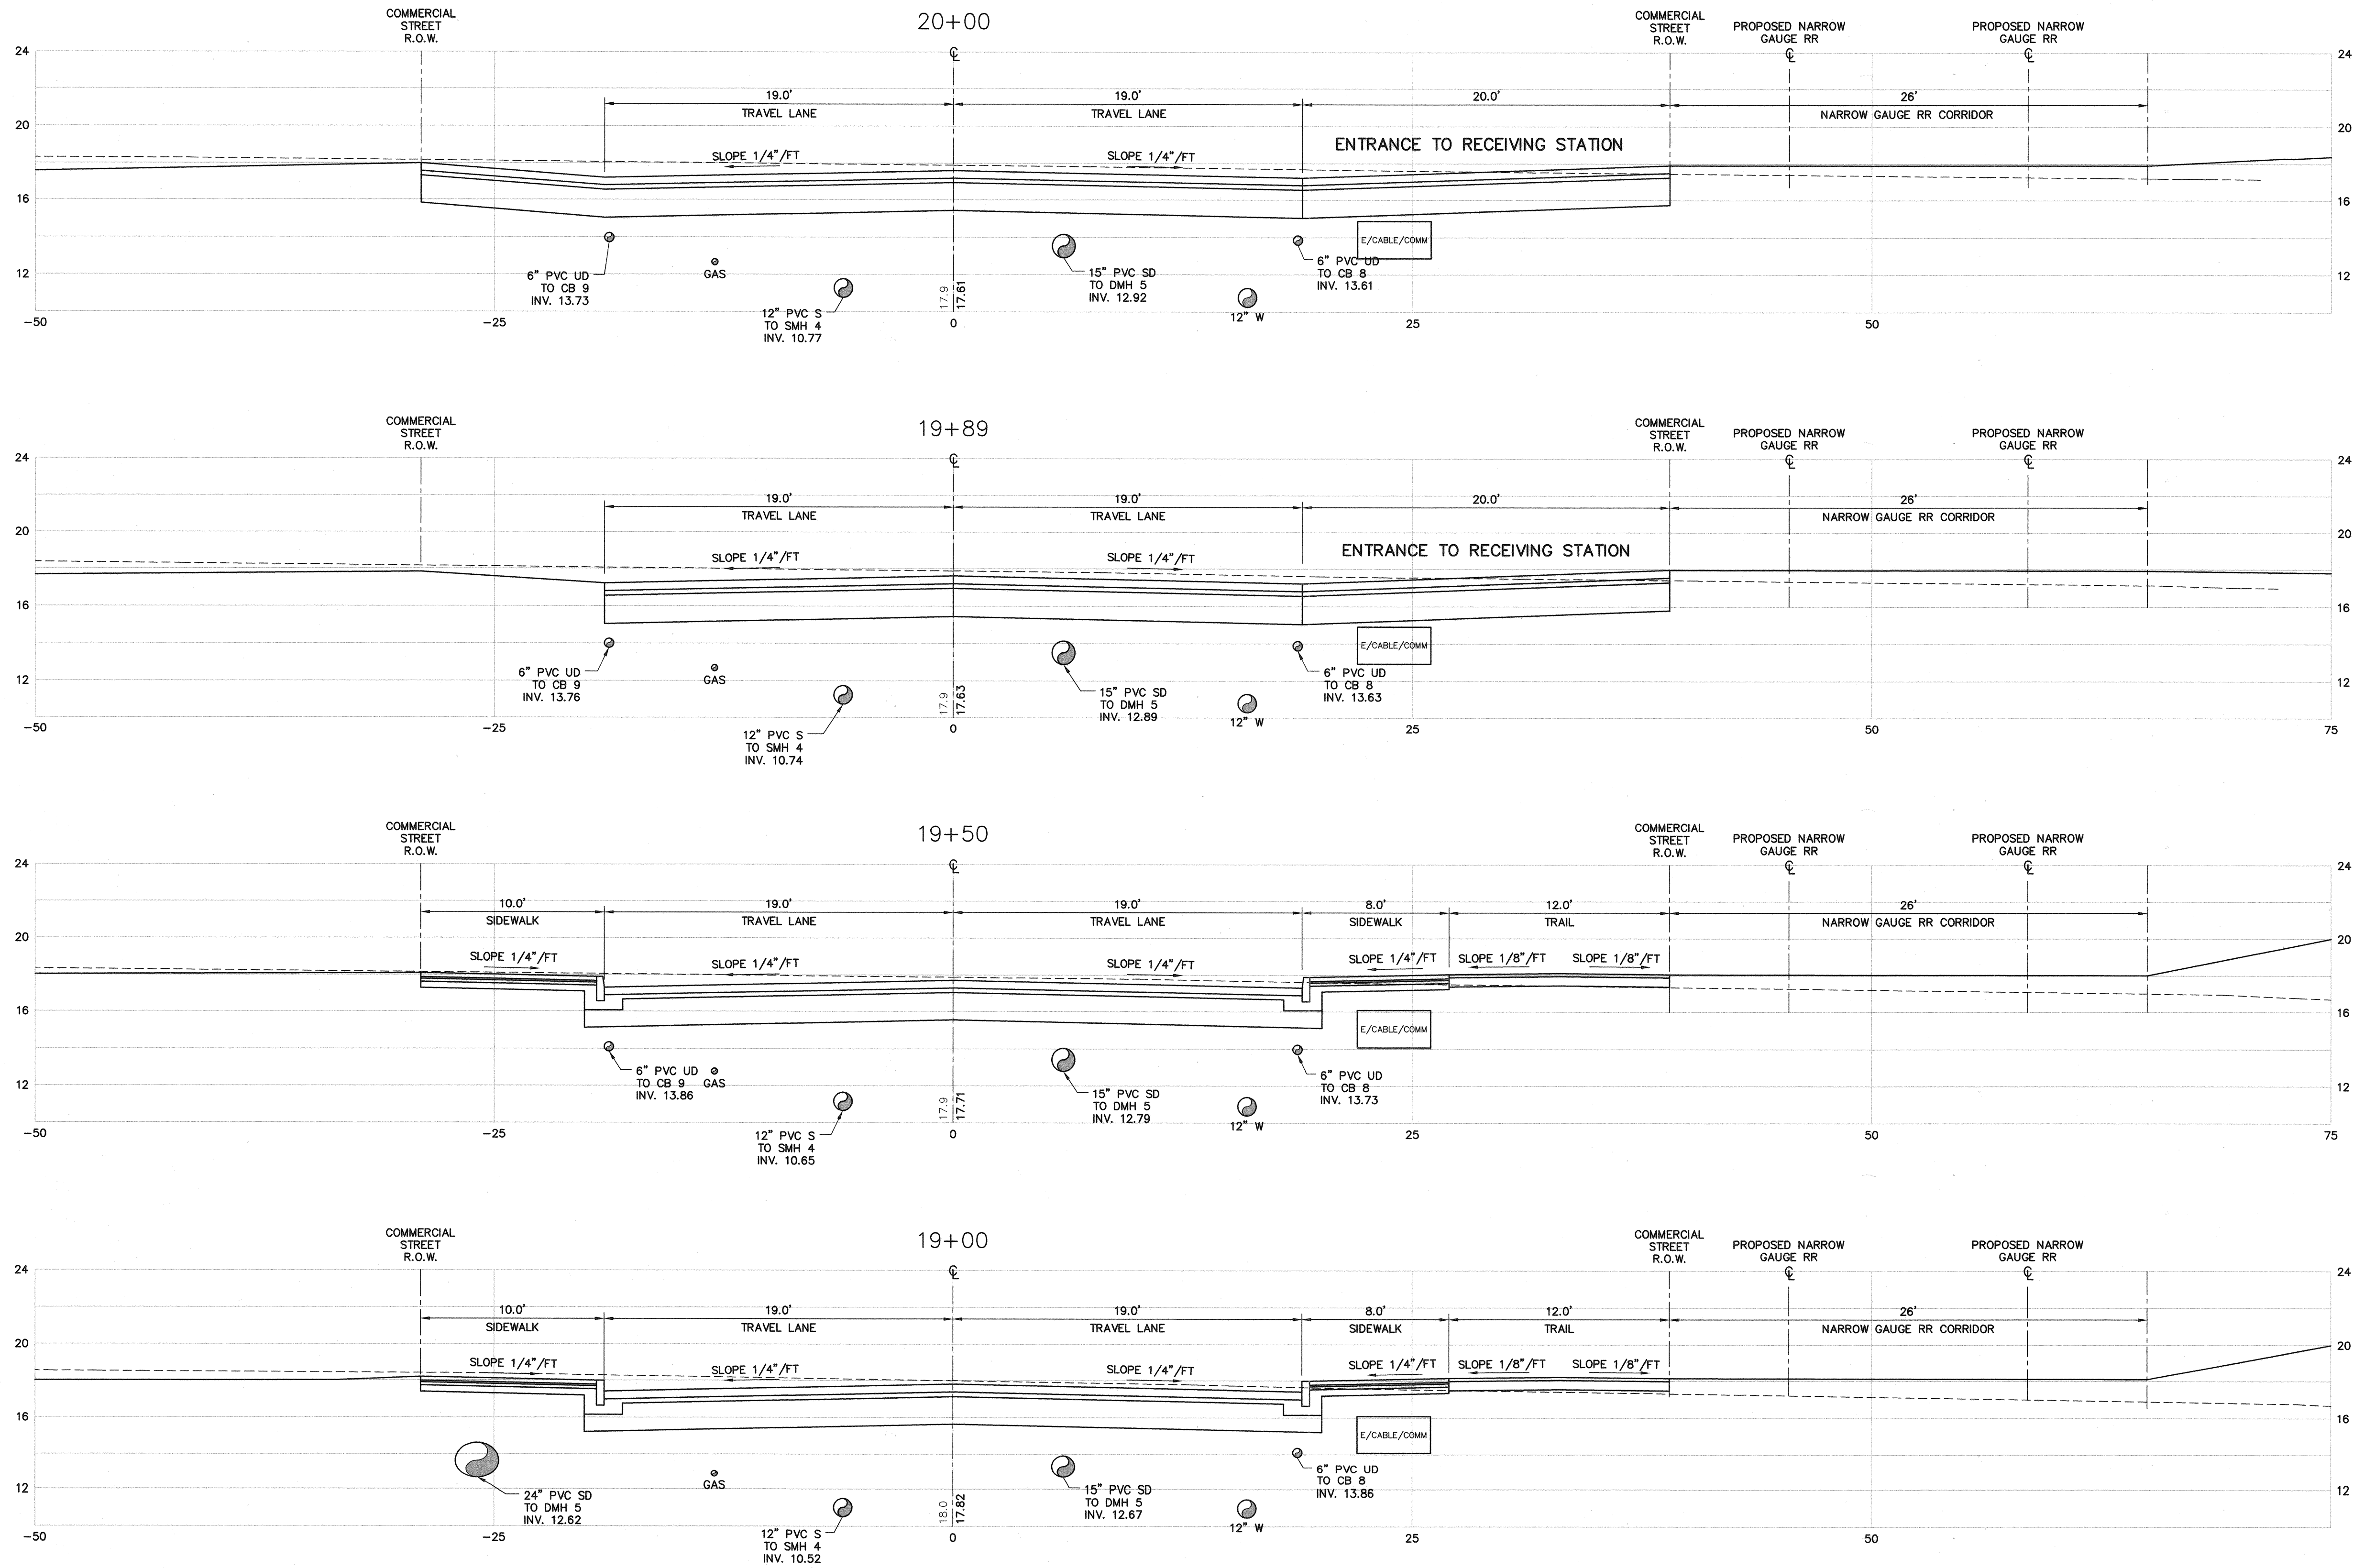 20+00
COMMERCIAL
STREET
R.O.W.
COMMERCIAL
STREET
R.O.W.
PROPOSED NARROW
GAUGE RR
PROPOSED NARROW
GAUGE RR
℄
℄
℄
24
24
19.0'
19.0'
20.0'
26'
TRAVEL LANE
TRAVEL LANE
NARROW GAUGE RR CORRIDOR
20
20
ENTRANCE TO RECEIVING STATION
SLOPE 1/4"/FT
SLOPE 1/4"/FT
16
16
E/CABLE/COMM
12
12
6" PVC UD
TO CB 9
INV. 13.73
GAS
12" PVC S
TO SMH 4
INV. 10.77
17.9
17.61
15" PVC SD
TO DMH 5
INV. 12.92
12" W
6" PVC UD
TO CB 8
INV. 13.61
-50
-25
0
25
50
19+89
COMMERCIAL
STREET
R.O.W.
COMMERCIAL
STREET
R.O.W.
PROPOSED NARROW
GAUGE RR
PROPOSED NARROW
GAUGE RR
℄
℄
℄
24
24
19.0'
19.0'
20.0'
26'
TRAVEL LANE
TRAVEL LANE
NARROW GAUGE RR CORRIDOR
20
20
ENTRANCE TO RECEIVING STATION
SLOPE 1/4"/FT
SLOPE 1/4"/FT
16
16
E/CABLE/COMM
12
12
6" PVC UD
TO CB 9
INV. 13.76
GAS
12" PVC S
TO SMH 4
INV. 10.74
17.9
17.63
15" PVC SD
TO DMH 5
INV. 12.89
12" W
6" PVC UD
TO CB 8
INV. 13.63
-50
-25
0
25
50
75
19+50
COMMERCIAL
STREET
R.O.W.
COMMERCIAL
STREET
R.O.W.
PROPOSED NARROW
GAUGE RR
PROPOSED NARROW
GAUGE RR
℄
℄
℄
24
24
10.0'
19.0'
19.0'
8.0'
12.0'
26'
SIDEWALK
TRAVEL LANE
TRAVEL LANE
SIDEWALK
TRAIL
NARROW GAUGE RR CORRIDOR
20
20
SLOPE 1/4"/FT
SLOPE 1/4"/FT
SLOPE 1/4"/FT
SLOPE 1/4"/FT
SLOPE 1/8"/FT
SLOPE 1/8"/FT
16
16
E/CABLE/COMM
12
12
6" PVC UD
TO CB 9
INV. 13.86
GAS
12" PVC S
TO SMH 4
INV. 10.65
17.9
17.71
15" PVC SD
TO DMH 5
INV. 12.79
12" W
6" PVC UD
TO CB 8
INV. 13.73
-50
-25
0
25
50
75
19+00
COMMERCIAL
STREET
R.O.W.
COMMERCIAL
STREET
R.O.W.
PROPOSED NARROW
GAUGE RR
PROPOSED NARROW
GAUGE RR
℄
℄
℄
24
24
10.0'
19.0'
19.0'
8.0'
12.0'
26'
SIDEWALK
TRAVEL LANE
TRAVEL LANE
SIDEWALK
TRAIL
NARROW GAUGE RR CORRIDOR
20
20
SLOPE 1/4"/FT
SLOPE 1/4"/FT
SLOPE 1/4"/FT
SLOPE 1/4"/FT
SLOPE 1/8"/FT
SLOPE 1/8"/FT
16
16
E/CABLE/COMM
12
12
24" PVC SD
TO DMH 5
INV. 12.62
GAS
12" PVC S
TO SMH 4
INV. 10.52
18.0
17.82
15" PVC SD
TO DMH 5
INV. 12.67
12" W
6" PVC UD
TO CB 8
INV. 13.86
-50
-25
0
25
50
75